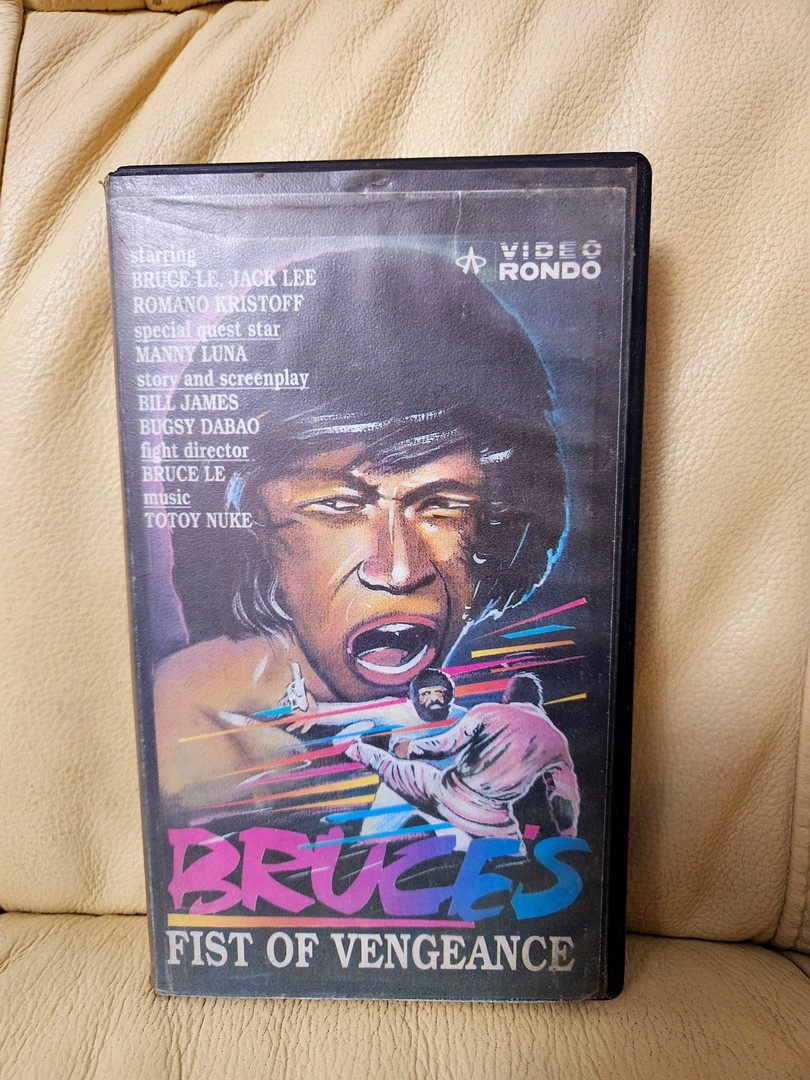 starring
BRUCE LE, JACK LEE
ROMANO KRISTOFF
special guest star
MANNY LUNA
story and screenplay
BILL JAMES
BUGSY DABAO
fight director
BRUCE LE
music
TOTOY NUKE
VIDEO
RONDO
BRUCE'S
FIST OF VENGEANCE